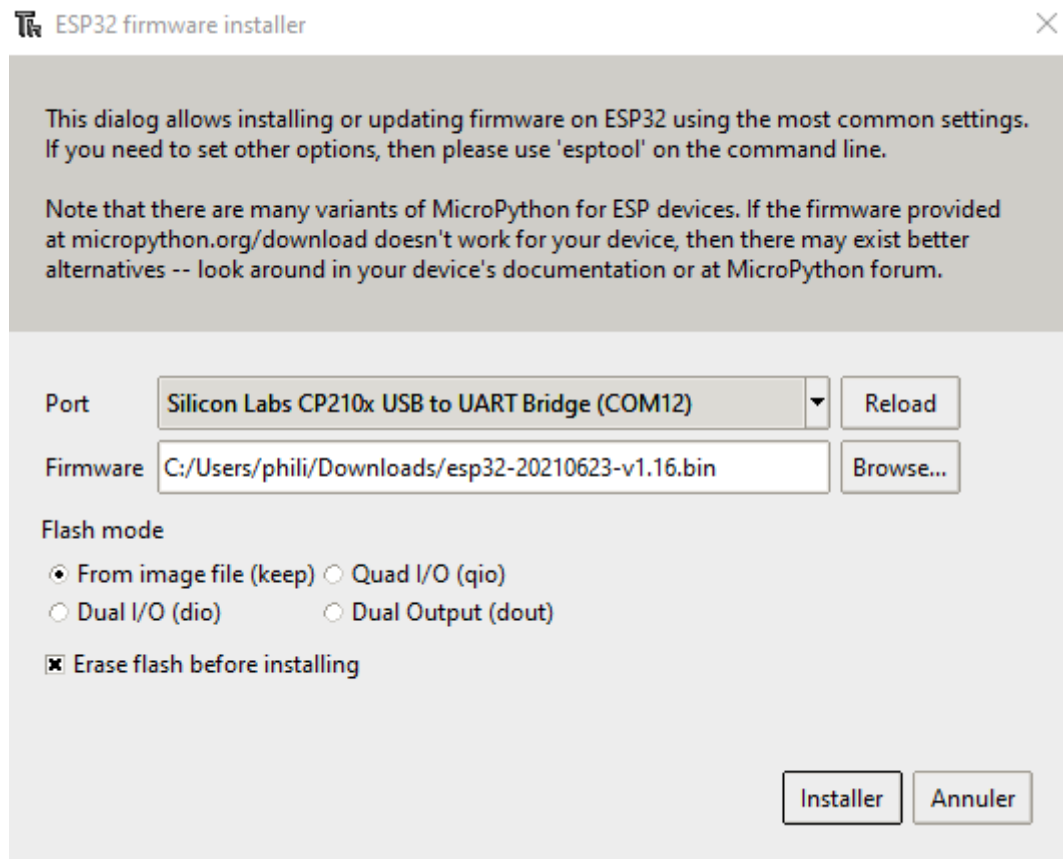 ESP32 firmware installer
This dialog allows installing or updating firmware on ESP32 using the most common settings.
If you need to set other options, then please use 'esptool' on the command line.
Note that there are many variants of MicroPython for ESP devices. If the firmware provided
at micropython.org/download doesn't work for your device, then there may exist better
alternatives -- look around in your device's documentation or at MicroPython forum.
Port Silicon Labs CP210x USB to UART Bridge (COM12) Reload
Firmware C:/Users/phili/Downloads/esp32-20210623-v1.16.bin Browse...
Flash mode
From image file (keep) Quad I/O (qio)
Dual I/O (dio) Dual Output (dout)
Erase flash before installing
Installer Annuler